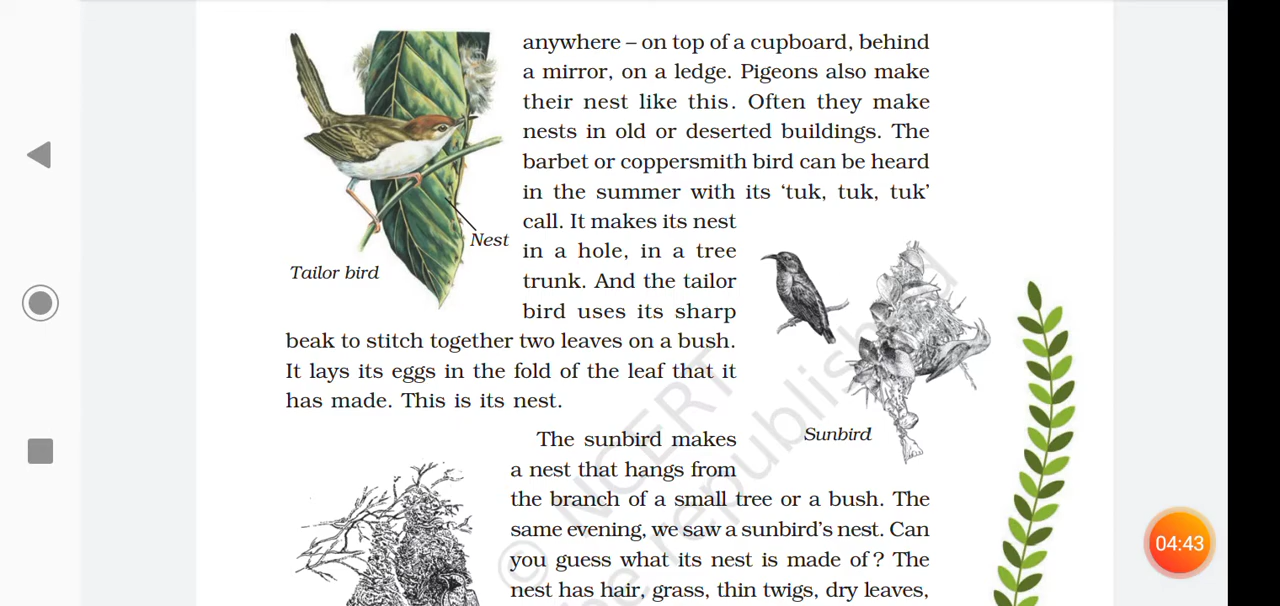 anywhere – on top of a cupboard, behind
a mirror, on a ledge. Pigeons also make
their nest like this. Often they make
nests in old or deserted buildings. The
barbet or coppersmith bird can be heard
in the summer with its ‘tuk, tuk, tuk’
call. It makes its nest
in a hole, in a tree
trunk. And the tailor
bird uses its sharp
beak to stitch together two leaves on a bush.
It lays its eggs in the fold of the leaf that it
has made. This is its nest.
Nest
Tailor bird
Sunbird
The sunbird makes
a nest that hangs from
the branch of a small tree or a bush. The
same evening, we saw a sunbird’s nest. Can
you guess what its nest is made of? The
nest has hair, grass, thin twigs, dry leaves,
© NCERT
be republished
04:43